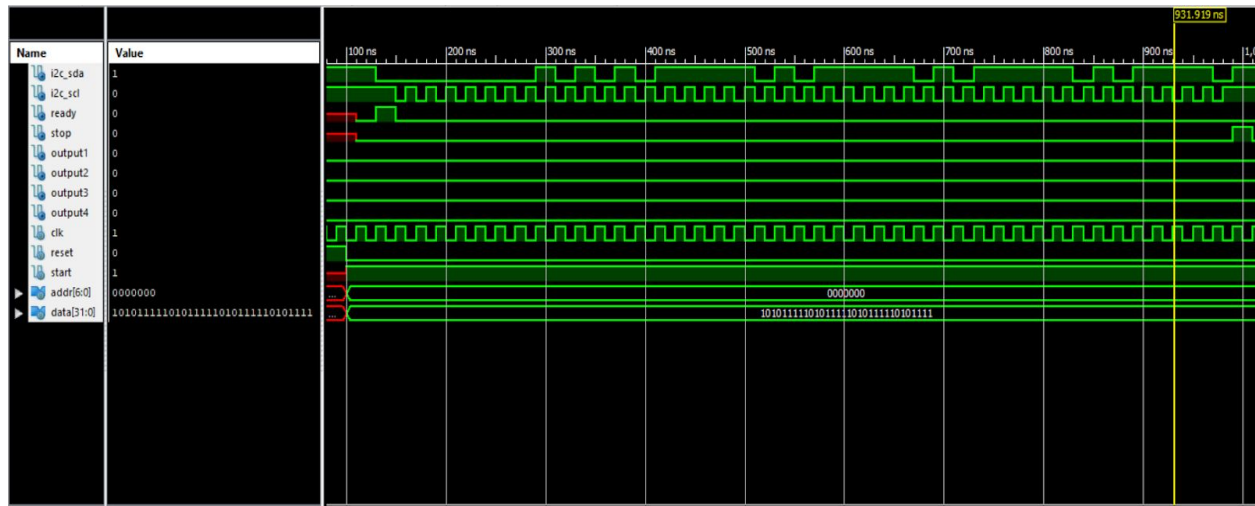 931.919 ns
Name Value 100 ns 200 ns 300 ns 400 ns 500 ns 600 ns 700 ns 800 ns 900 ns
i2c_sda 1
i2c_scl 0
ready 0
stop 0
output1 0
output2 0
output3 0
output4 0
clk 1
reset 0
start 1
addr[6:0] 0000000 ... 0000000
data[31:0] 10101111101011111010111110101111 ... 10101111101011111010111110101111